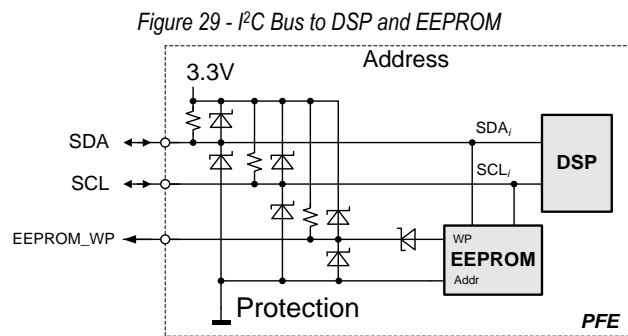 Figure 29 - I²C Bus to DSP and EEPROM
Address
3.3V
SDA
SDAi
SCL
SCLi
DSP
EEPROM_WP
WP
EEPROM
Addr
Protection
PFE